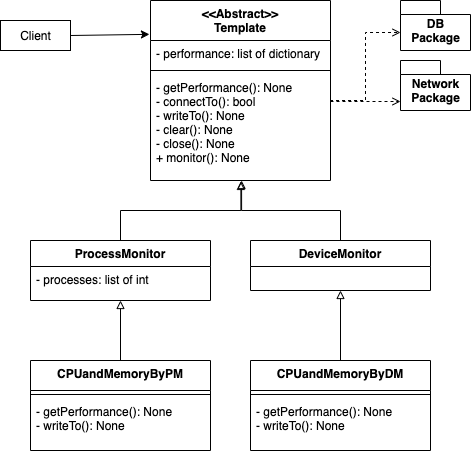 Client
<<Abstract>>
Template
- performance: list of dictionary
- getPerformance(): None
- connectTo(): bool
- writeTo(): None
- clear(): None
- close(): None
+ monitor(): None
DB
Package
Network
Package
ProcessMonitor
- processes: list of int
DeviceMonitor
CPUandMemoryByPM
- getPerformance(): None
- writeTo(): None
CPUandMemoryByDM
- getPerformance(): None
- writeTo(): None